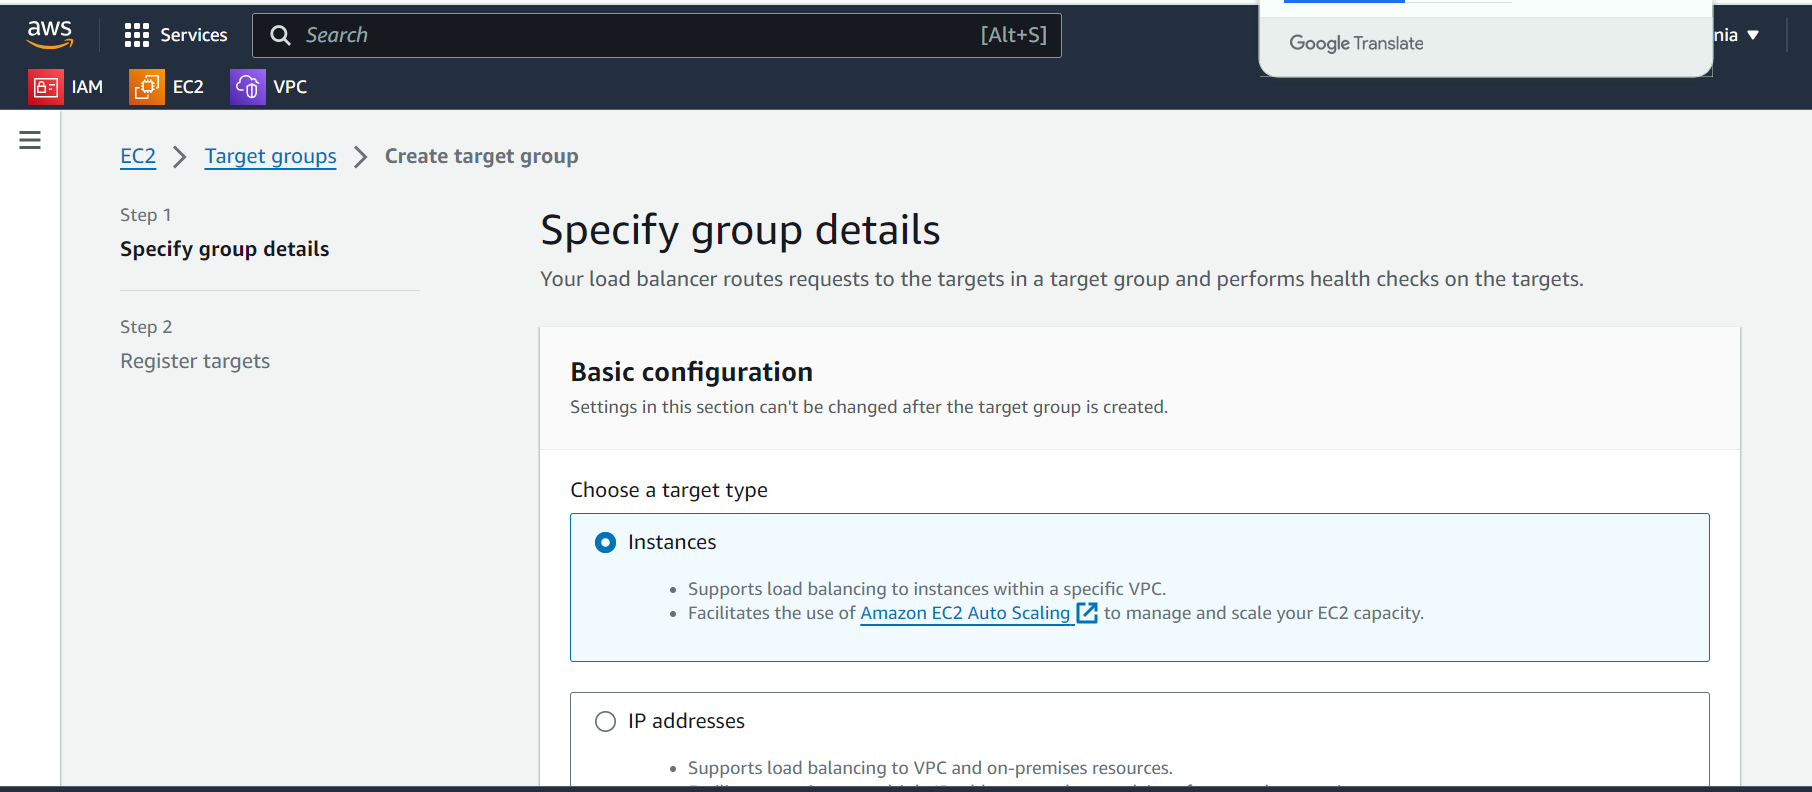 aws
Services
Search
[Alt+S]
Google Translate
nia
IAM
EC2
VPC
EC2 > Target groups > Create target group
Step 1
Specify group details
Step 2
Register targets
Specify group details
Your load balancer routes requests to the targets in a target group and performs health checks on the targets.
Basic configuration
Settings in this section can't be changed after the target group is created.
Choose a target type
Instances
• Supports load balancing to instances within a specific VPC.
• Facilitates the use of Amazon EC2 Auto Scaling to manage and scale your EC2 capacity.
IP addresses
• Supports load balancing to VPC and on-premises resources.